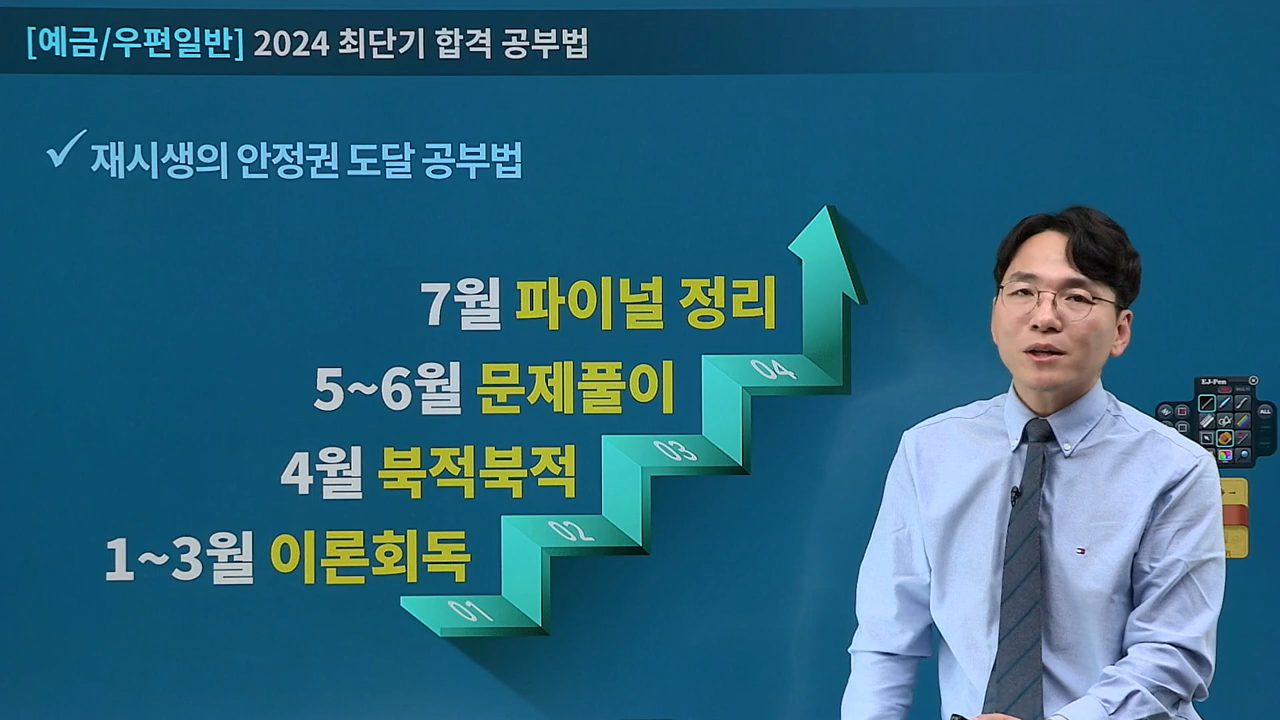 [예금/우편일반] 2024 최단기 합격 공부법
재시생의 안정권 도달 공부법
7월 파이널 정리
5~6월 문제풀이
4월 북적북적
1~3월 이론회독
04
03
02
01
EJ-Pen
ALL